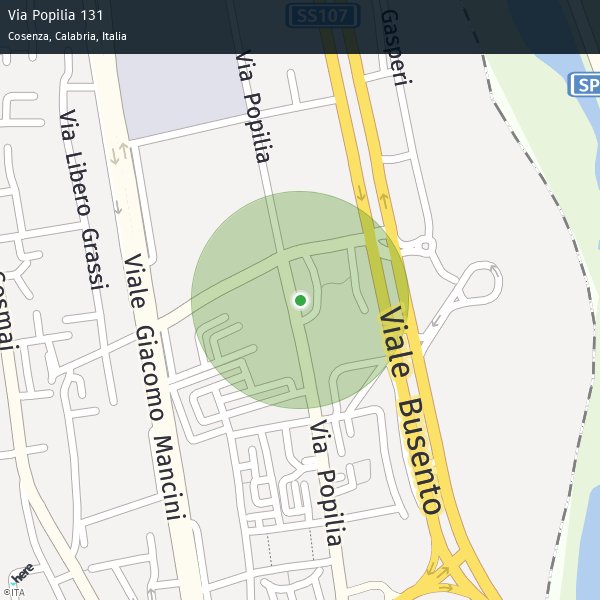 Via Popilia 131
Cosenza, Calabria, Italia
SS107
Gasperi
SP
Via Popilia
Via Libero Grassi
Viale Giacomo Mancini
Cosmai
Viale Busento
Via Popilia
here
©ITA